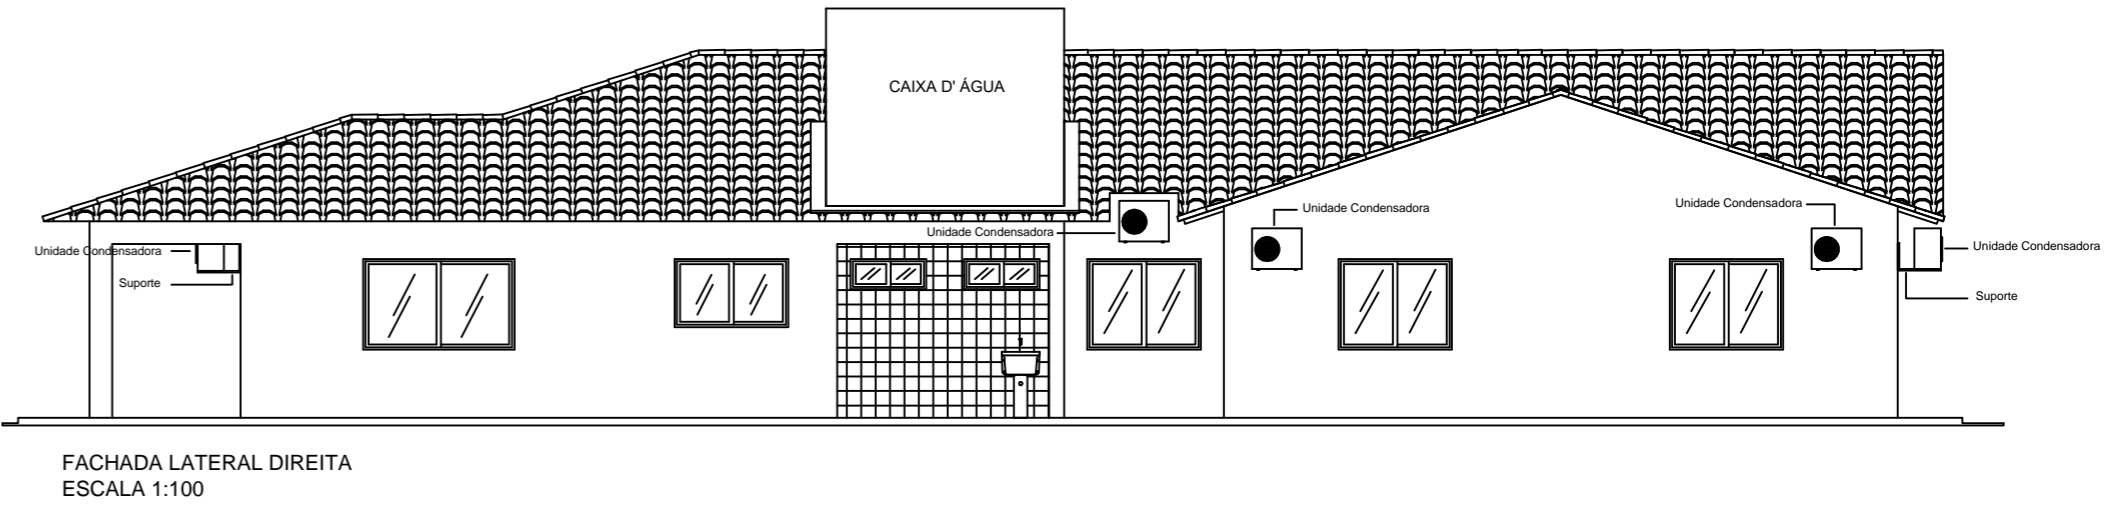 CAIXA D' ÁGUA
Unidade Condensadora
Suporte
Unidade Condensadora
Unidade Condensadora
Unidade Condensadora
Unidade Condensadora
Suporte
FACHADA LATERAL DIREITA
ESCALA 1:100